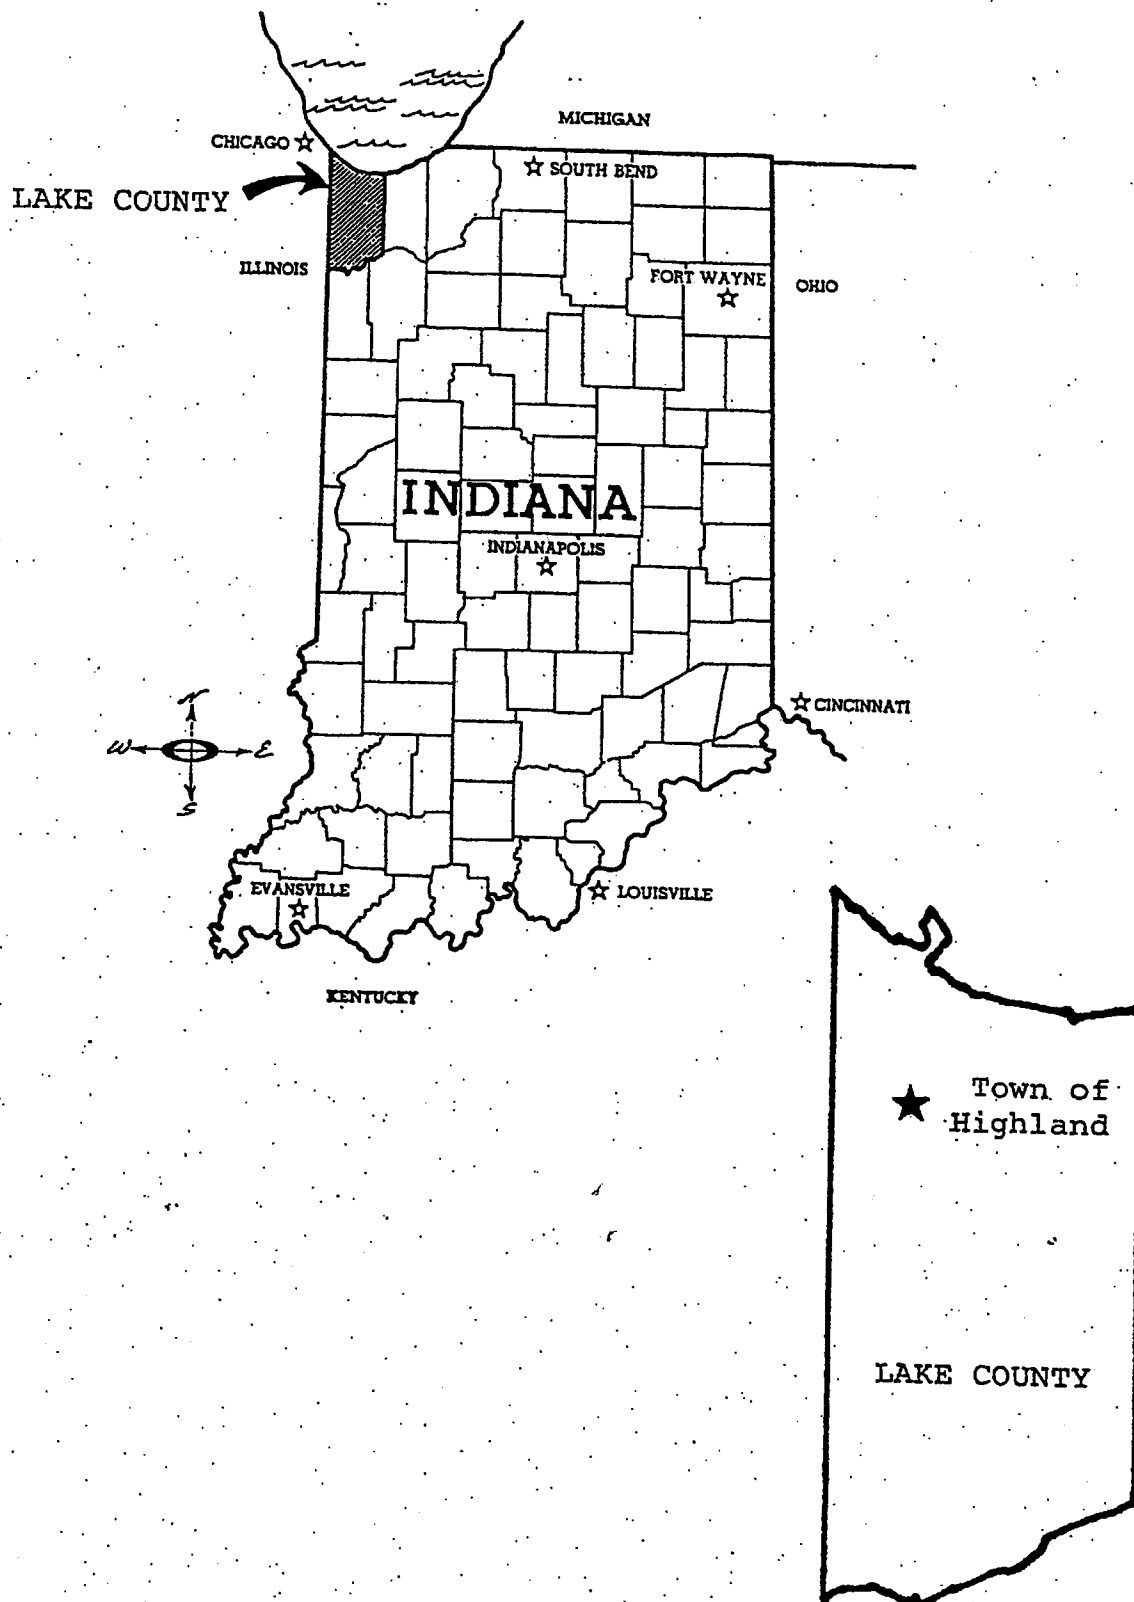 MICHIGAN
CHICAGO
SOUTH BEND
LAKE COUNTY
ILLINOIS
FORT WAYNE
OHIO
INDIANA
INDIANAPOLIS
N
W E
S
CINCINNATI
EVANSVILLE
LOUISVILLE
KENTUCKY
Town of
Highland
LAKE COUNTY